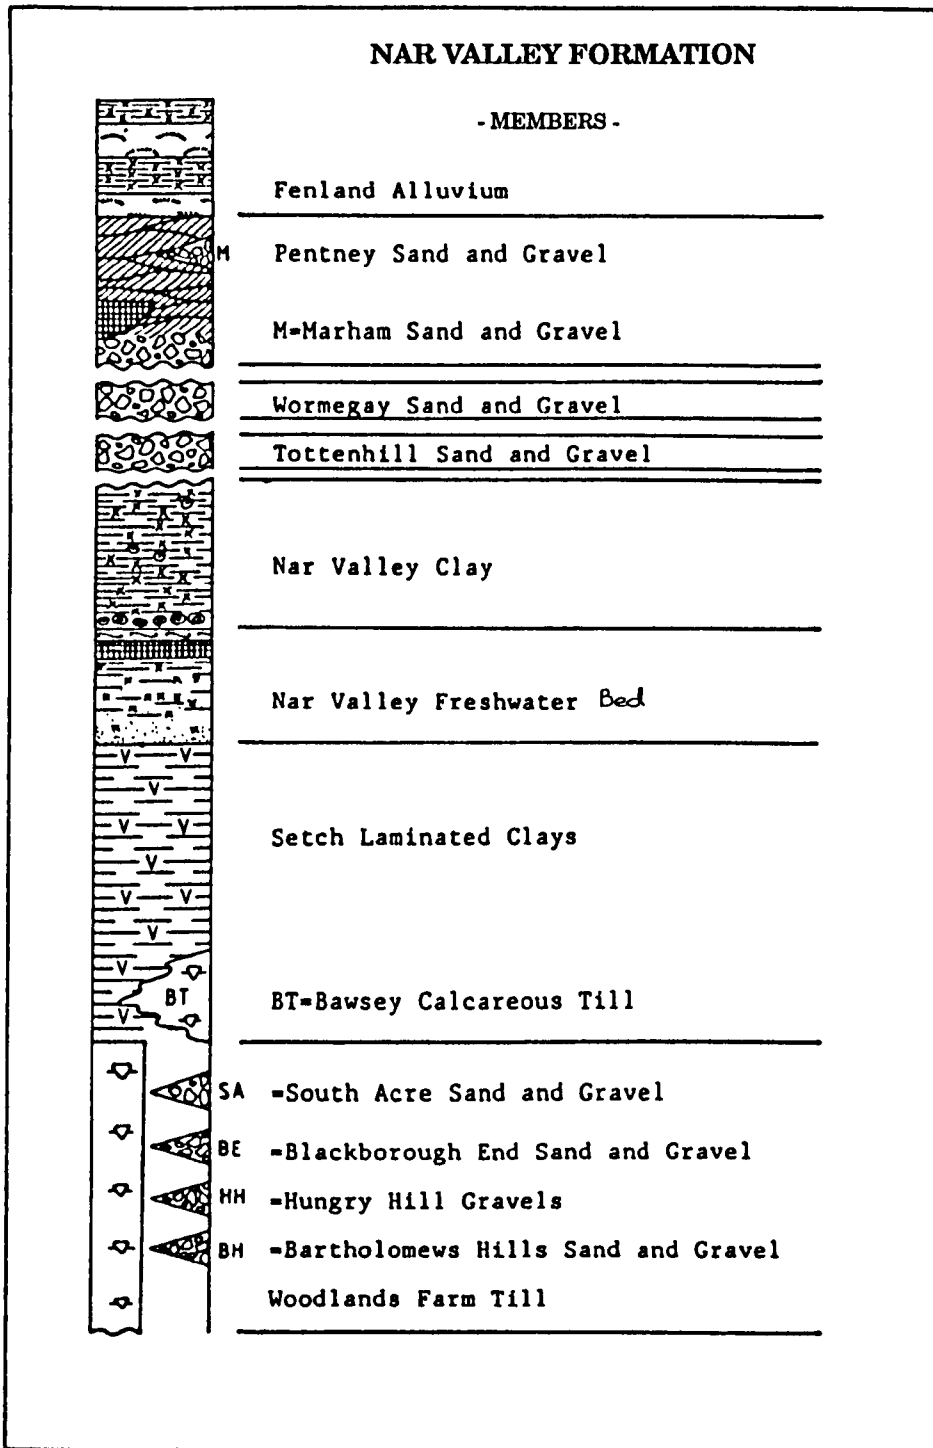 NAR VALLEY FORMATION
- MEMBERS -
Fenland Alluvium
M Pentney Sand and Gravel
M=Marham Sand and Gravel
Wormegay Sand and Gravel
Tottenhill Sand and Gravel
Nar Valley Clay
Nar Valley Freshwater Bed
Setch Laminated Clays
BT BT=Bawsey Calcareous Till
SA =South Acre Sand and Gravel
BE =Blackborough End Sand and Gravel
HH =Hungry Hill Gravels
BH =Bartholomews Hills Sand and Gravel
Woodlands Farm Till